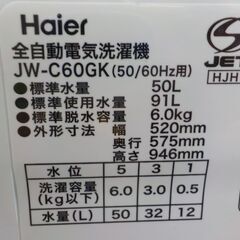 Haier
全自動電気洗濯機
JW-C60GK(50/60Hz用)
JET
HJH
■標準水量 50L
■標準使用水量 91L
■標準脱水容量 6.0kg
■外形寸法 幅 520mm
奥行 575mm
高さ 946mm
水位 5 3 1
洗濯容量(kg以下) 6.0 3.0 0.5
水量(L) 50 32 12